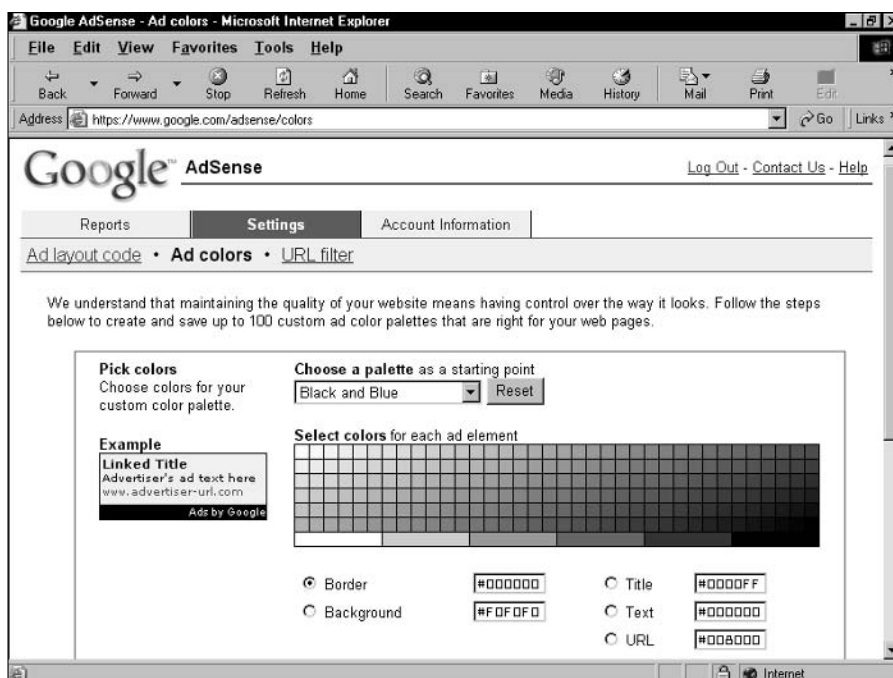 Google AdSense - Ad colors - Microsoft Internet Explorer
File Edit View Favorites Tools Help
Back Forward Stop Refresh Home Search Favorites Media History Mail Print Edit
Address https://www.google.com/adsense/colors Go Links
Google™ AdSense Log Out - Contact Us - Help
Reports Settings Account Information
Ad layout code • Ad colors • URL filter
We understand that maintaining the quality of your website means having control over the way it looks. Follow the steps
below to create and save up to 100 custom ad color palettes that are right for your web pages.
Pick colors
Choose colors for your
custom color palette.
Choose a palette as a starting point
Black and Blue Reset
Example
Linked Title
Advertiser's ad text here
www.advertiser-url.com
Ads by Google
Select colors for each ad element
Border #000000 Title #0000FF
Background #F0F0F0 Text #000000
URL #008000
Internet